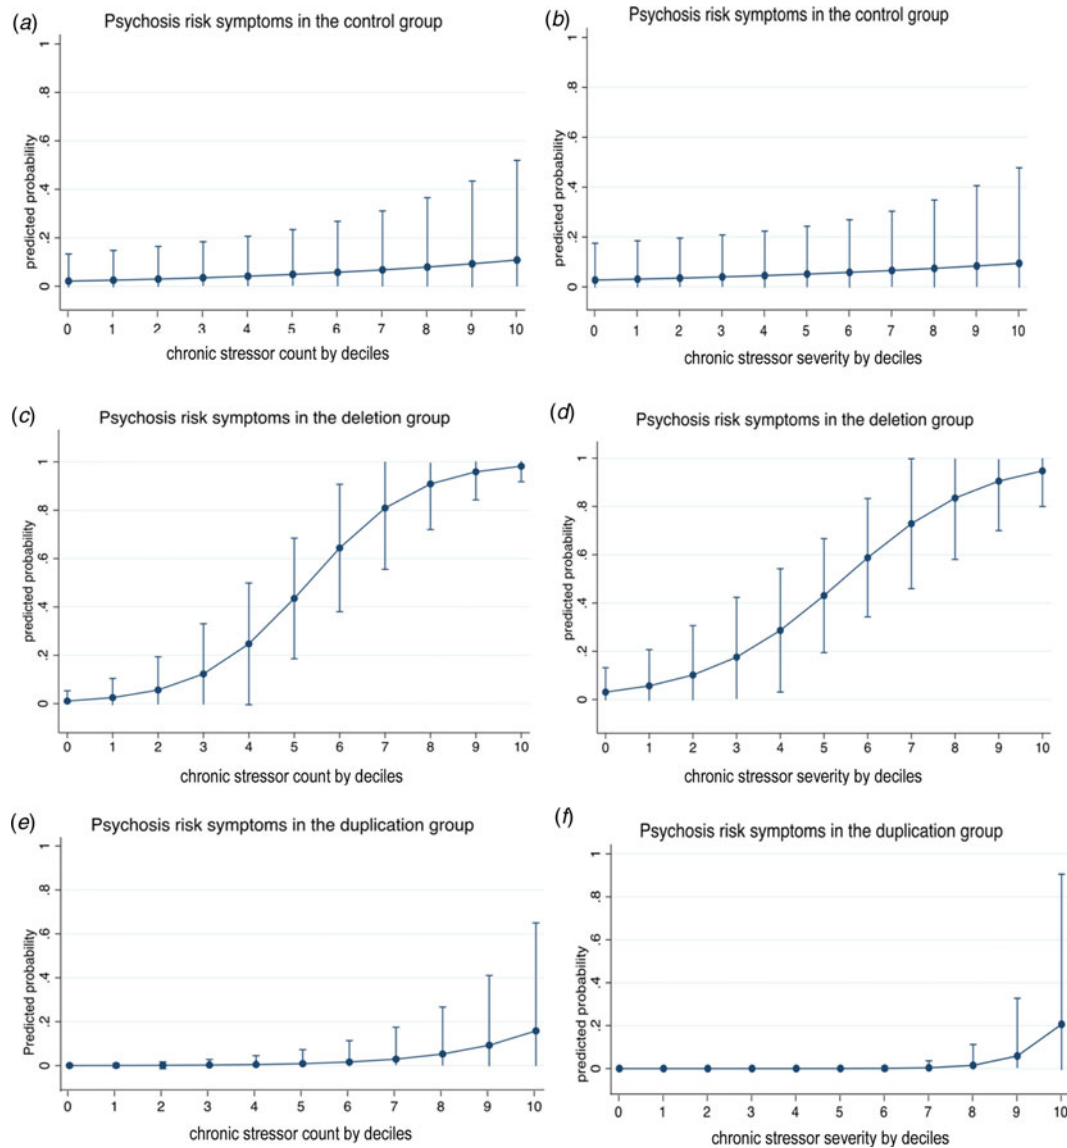 (a) Psychosis risk symptoms in the control group
predicted probability
0 .2 .4 .6 .8 1
0 1 2 3 4 5 6 7 8 9 10
chronic stressor count by deciles
(b) Psychosis risk symptoms in the control group
predicted probability
0 .2 .4 .6 .8 1
0 1 2 3 4 5 6 7 8 9 10
chronic stressor severity by deciles
(c) Psychosis risk symptoms in the deletion group
predicted probability
0 .2 .4 .6 .8 1
0 1 2 3 4 5 6 7 8 9 10
chronic stressor count by deciles
(d) Psychosis risk symptoms in the deletion group
predicted probability
0 .2 .4 .6 .8 1
0 1 2 3 4 5 6 7 8 9 10
chronic stressor severity by deciles
(e) Psychosis risk symptoms in the duplication group
Predicted probability
0 .2 .4 .6 .8 1
0 1 2 3 4 5 6 7 8 9 10
chronic stressor count by deciles
(f) Psychosis risk symptoms in the duplication group
predicted probability
0 .2 .4 .6 .8 1
0 1 2 3 4 5 6 7 8 9 10
chronic stressor severity by deciles